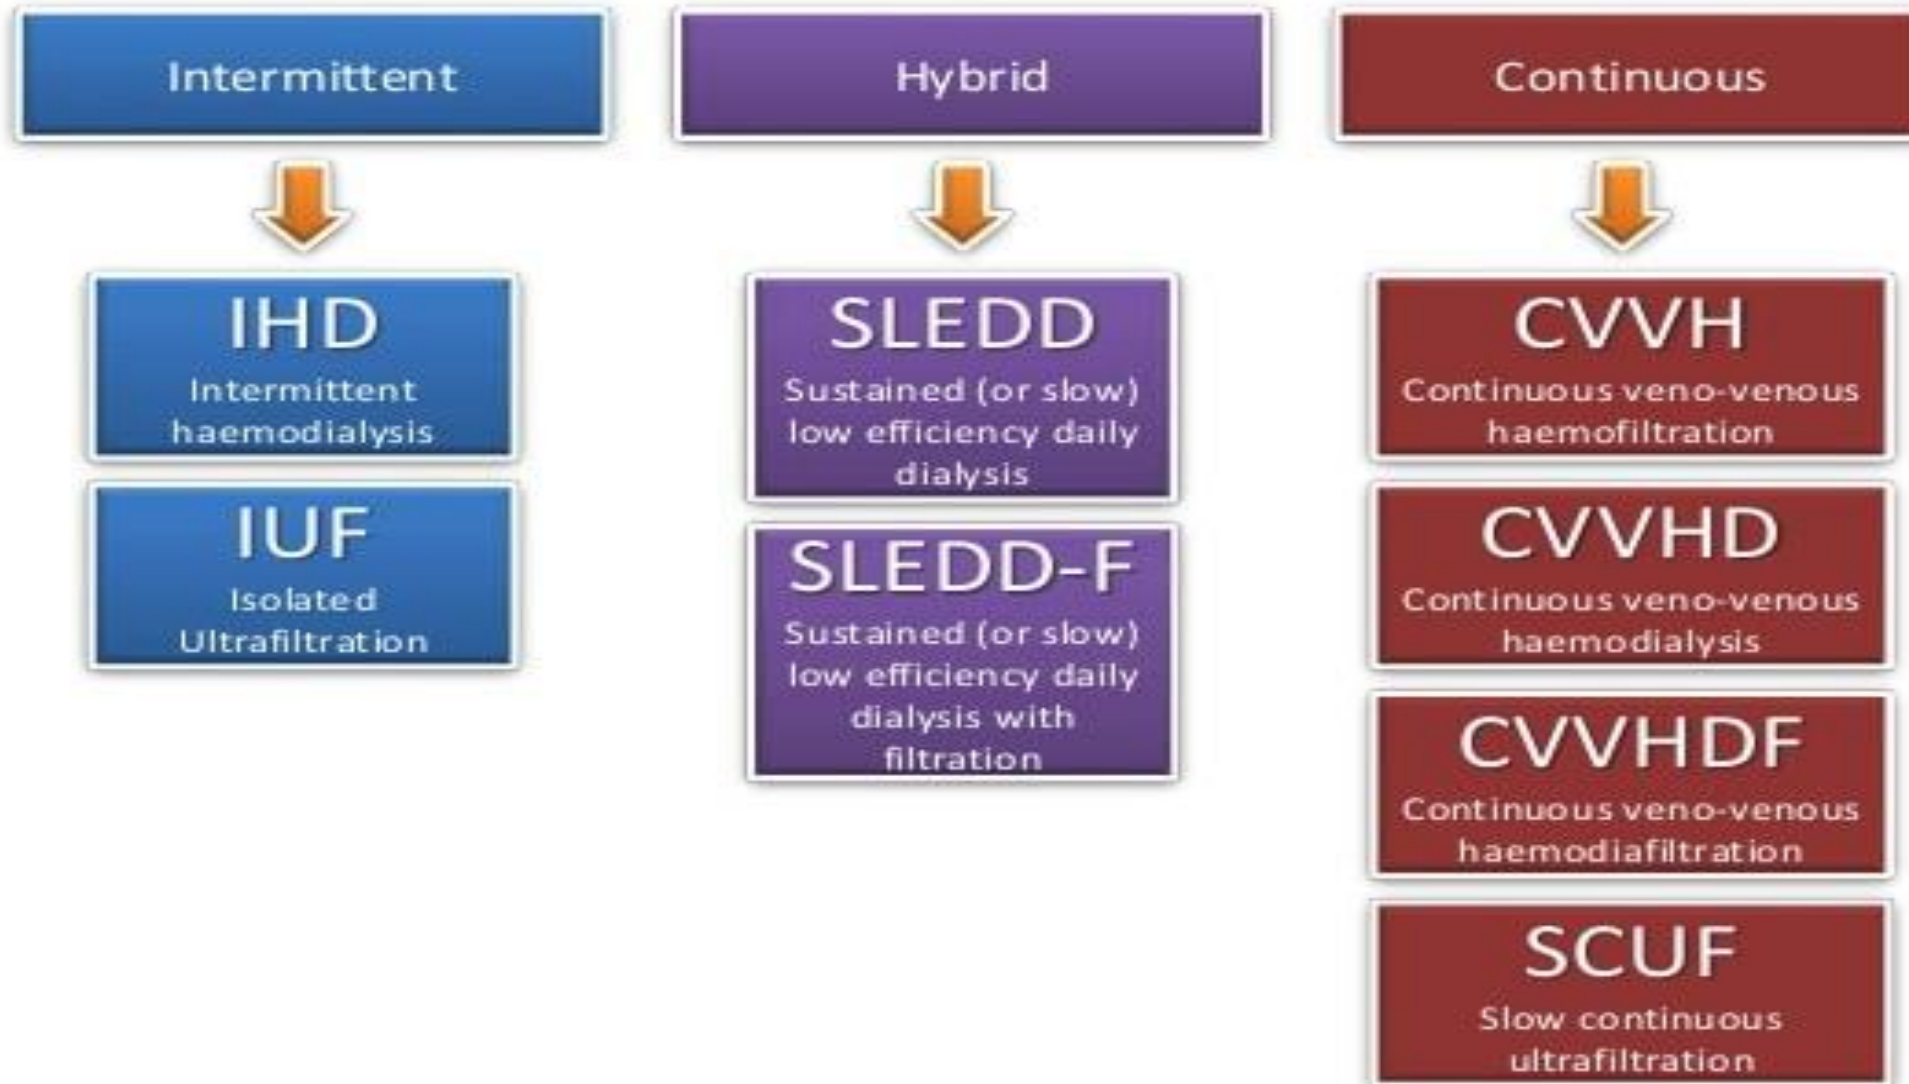 Intermittent
IHD
Intermittent
haemodialysis
IUF
Isolated
Ultrafiltration
Hybrid
SLEDD
Sustained (or slow)
low efficiency daily
dialysis
SLEDD-F
Sustained (or slow)
low efficiency daily
dialysis with
filtration
Continuous
CVVH
Continuous veno-venous
haemofiltration
CVVHD
Continuous veno-venous
haemodialysis
CVVHDF
Continuous veno-venous
haemodiafiltration
SCUF
Slow continuous
ultrafiltration